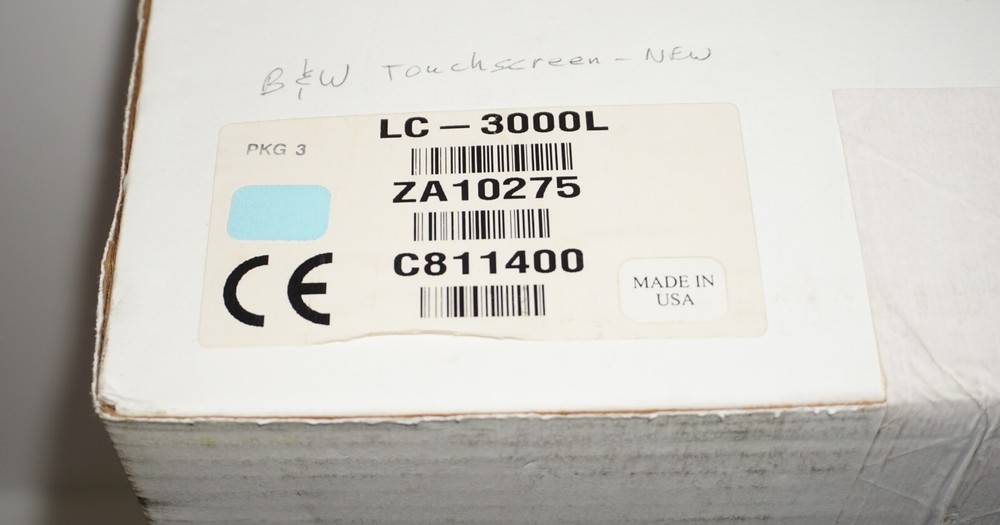 B&W Touchscreen - NEW
LC - 3000L
PKG 3
ZA10275
C811400
CE
MADE IN
USA